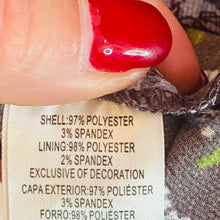 SHELL:97% POLYESTER
3% SPANDEX
LINING:98% POLYESTER
2% SPANDEX
EXCLUSIVE OF DECORATION
CAPA EXTERIOR:97% POLIÉSTER
3% SPANDEX
FORRO:98% POLIÉSTER